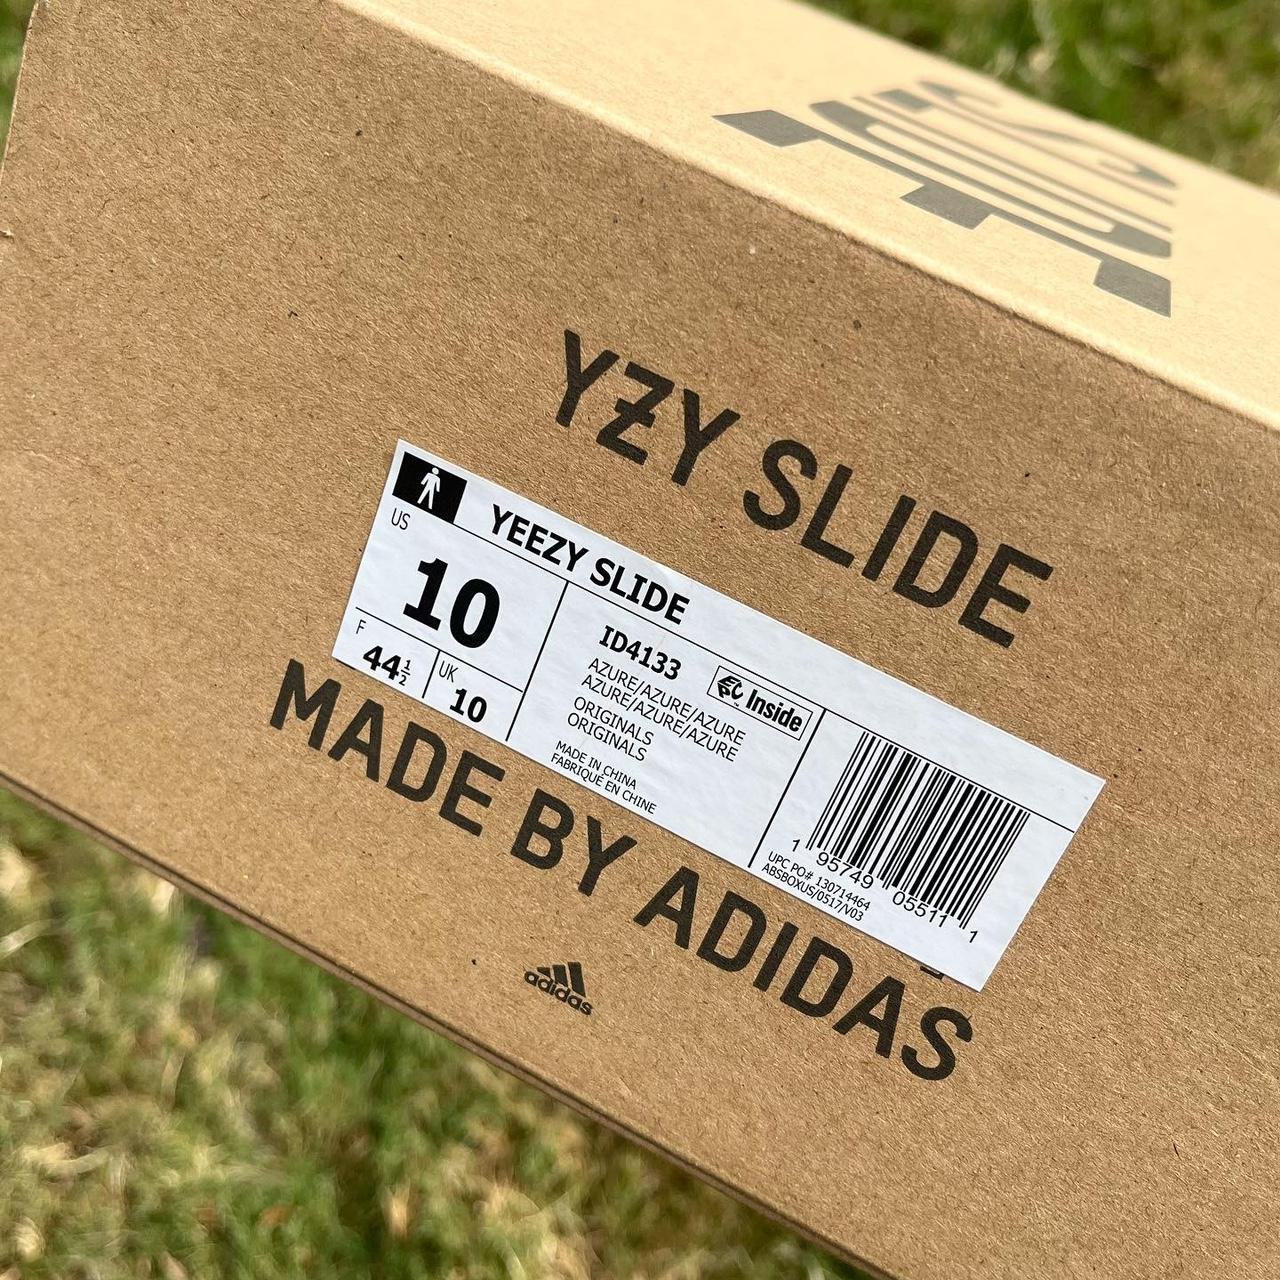 YZY SLIDE
YEEZY SLIDE
US
10
F
44½
UK
10
ID4133
EPC Inside
AZURE/AZURE/AZURE
AZURE/AZURE/AZURE
ORIGINALS
ORIGINALS
MADE IN CHINA
FABRIQUÉ EN CHINE
1 95749 05511 1
UPC PO# 130714464
ABSBOXUS/0517/V03
MADE BY ADIDAS
adidas